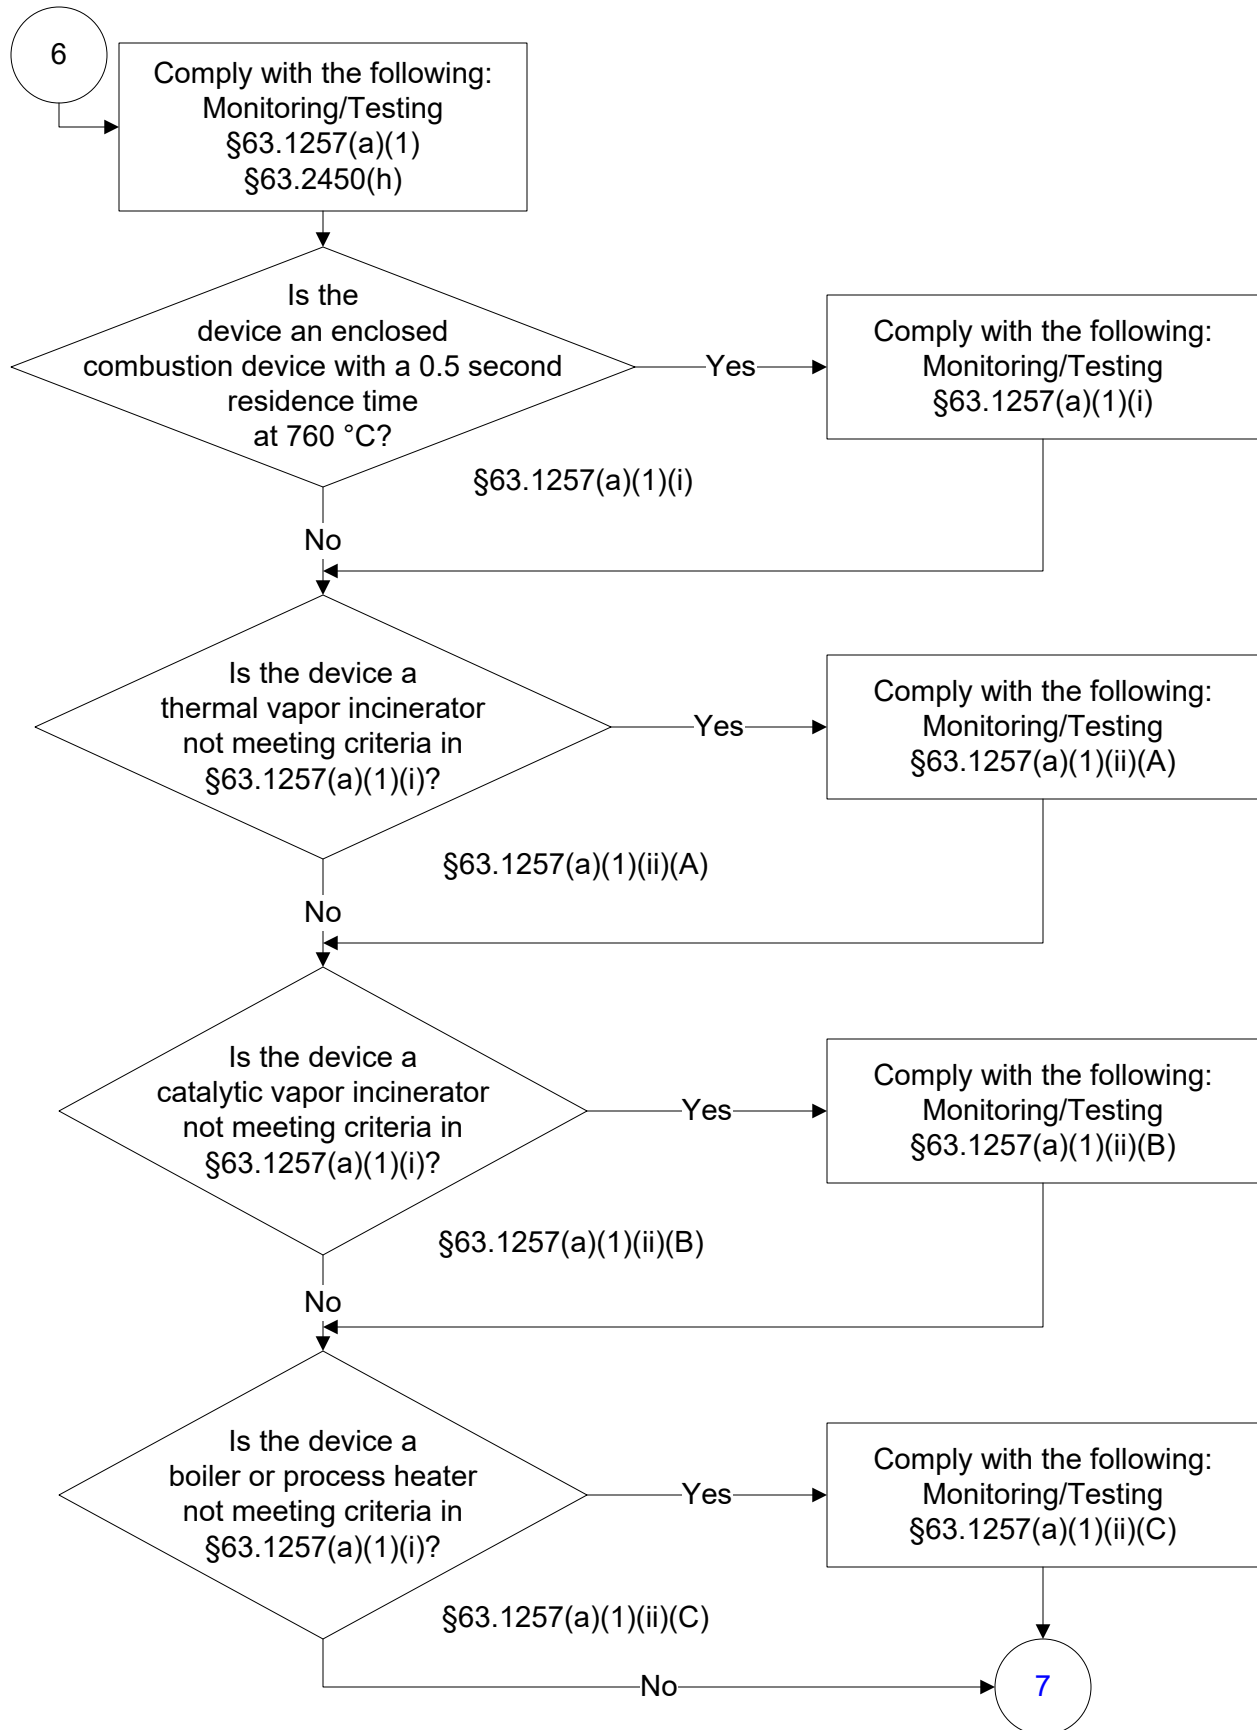 6
Comply with the following:
Monitoring/Testing
§63.1257(a)(1)
§63.2450(h)
Is the
device an enclosed
combustion device with a 0.5 second
residence time
at 760 °C?
Yes
Comply with the following:
Monitoring/Testing
§63.1257(a)(1)(i)
§63.1257(a)(1)(i)
No
Is the device a
thermal vapor incinerator
not meeting criteria in
§63.1257(a)(1)(i)?
Yes
Comply with the following:
Monitoring/Testing
§63.1257(a)(1)(ii)(A)
§63.1257(a)(1)(ii)(A)
No
Is the device a
catalytic vapor incinerator
not meeting criteria in
§63.1257(a)(1)(i)?
Yes
Comply with the following:
Monitoring/Testing
§63.1257(a)(1)(ii)(B)
§63.1257(a)(1)(ii)(B)
No
Is the device a
boiler or process heater
not meeting criteria in
§63.1257(a)(1)(i)?
Yes
Comply with the following:
Monitoring/Testing
§63.1257(a)(1)(ii)(C)
§63.1257(a)(1)(ii)(C)
No
7